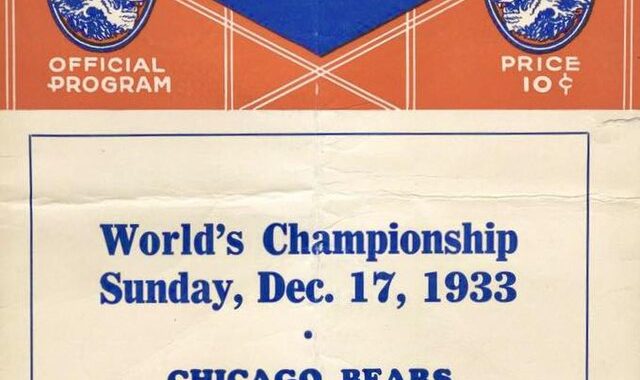 OFFICIAL
PROGRAM
PRICE
10¢
World's Championship
Sunday, Dec. 17, 1933
CHICAGO BEARS